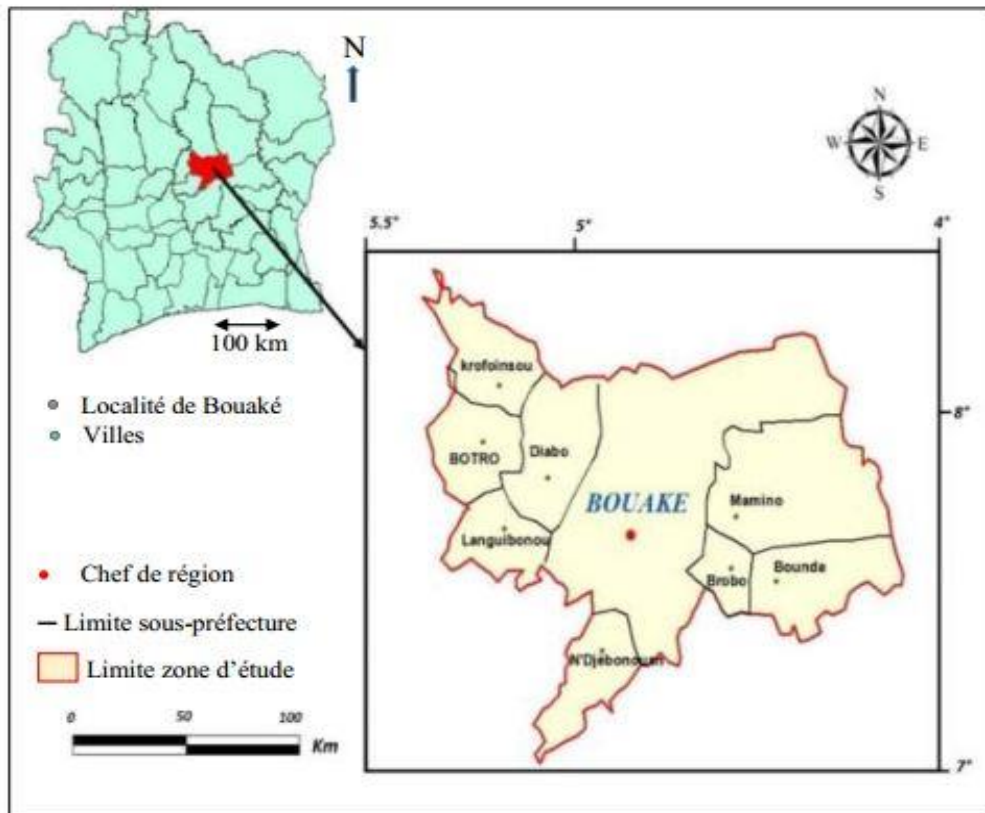 N
N
W E
S
5.5° 5° 4°
100 km
krofoinsou
Localité de Bouaké
8°
Villes
BOTRO
Diabo
BOUAKE
Mamino
Languibonou
Chef de région
Brobo
Bounda
Limite sous-préfecture
N'Djebonouan
Limite zone d'étude
0 50 100
Km
7°